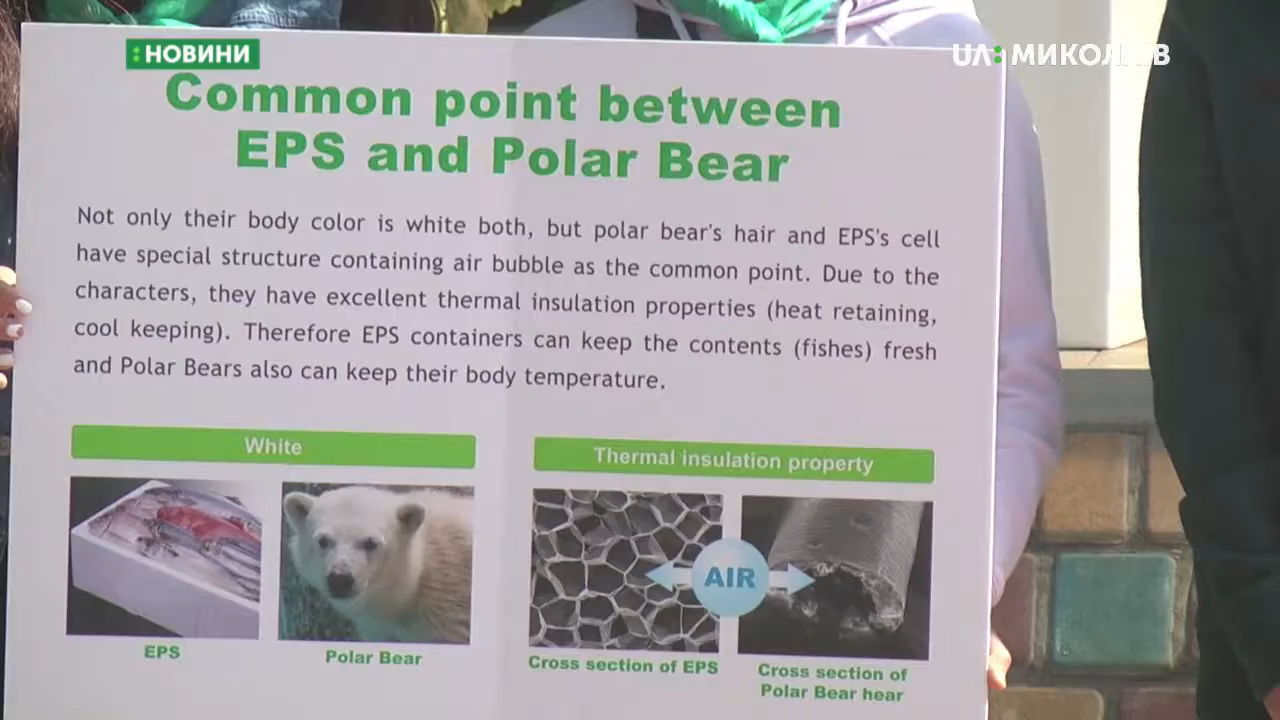 НОВИНИ
UA: МИКОЛАЇВ
Common point between
EPS and Polar Bear
Not only their body color is white both, but polar bear's hair and EPS's cell
have special structure containing air bubble as the common point. Due to the
characters, they have excellent thermal insulation properties (heat retaining,
cool keeping). Therefore EPS containers can keep the contents (fishes) fresh
and Polar Bears also can keep their body temperature.
White
Thermal insulation property
AIR
EPS
Polar Bear
Cross section of EPS
Cross section of
Polar Bear hear